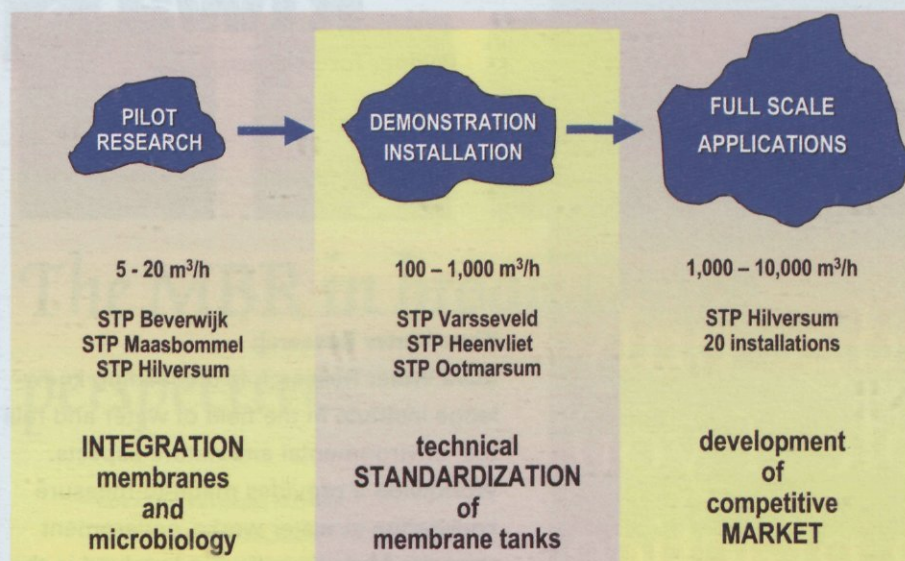 PILOT
RESEARCH
DEMONSTRATION
INSTALLATION
FULL SCALE
APPLICATIONS
5 - 20 m³/h
100 – 1,000 m³/h
1,000 – 10,000 m³/h
STP Beverwijk
STP Maasbommel
STP Hilversum
STP Varsseveld
STP Heenvliet
STP Ootmarsum
STP Hilversum
20 installations
INTEGRATION
membranes
and
microbiology
technical
STANDARDIZATION
of
membrane tanks
development
of
competitive
MARKET